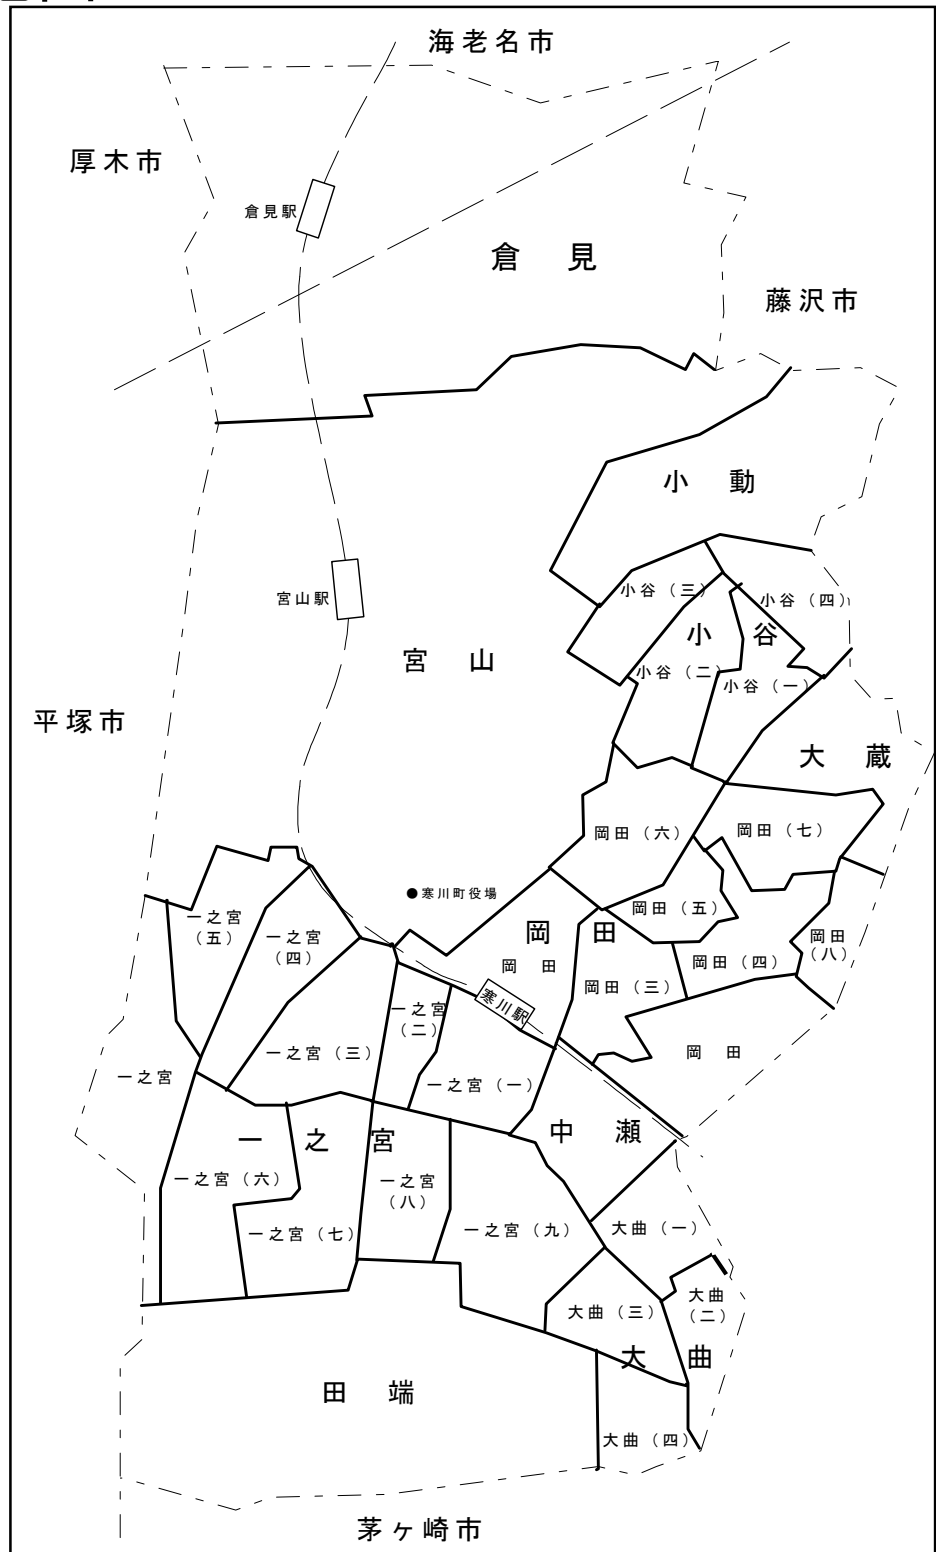 海老名市
厚木市
倉見駅
倉見
藤沢市
小動
宮山駅
小谷(三)
小谷(四)
小谷
宮山
小谷(二)
小谷(一)
平塚市
大蔵
岡田(六)
岡田(七)
●寒川町役場
一之宮
(五)
一之宮
(四)
岡田(五)
岡田
岡田
(八)
岡田
岡田(四)
岡田(三)
寒川駅
一之宮
(二)
一之宮(三)
岡田
一之宮
一之宮(一)
中瀬
一之宮
一之宮(六)
一之宮
(八)
一之宮(七)
一之宮(九)
大曲(一)
大曲
(二)
大曲(三)
大曲
田端
大曲(四)
茅ヶ崎市